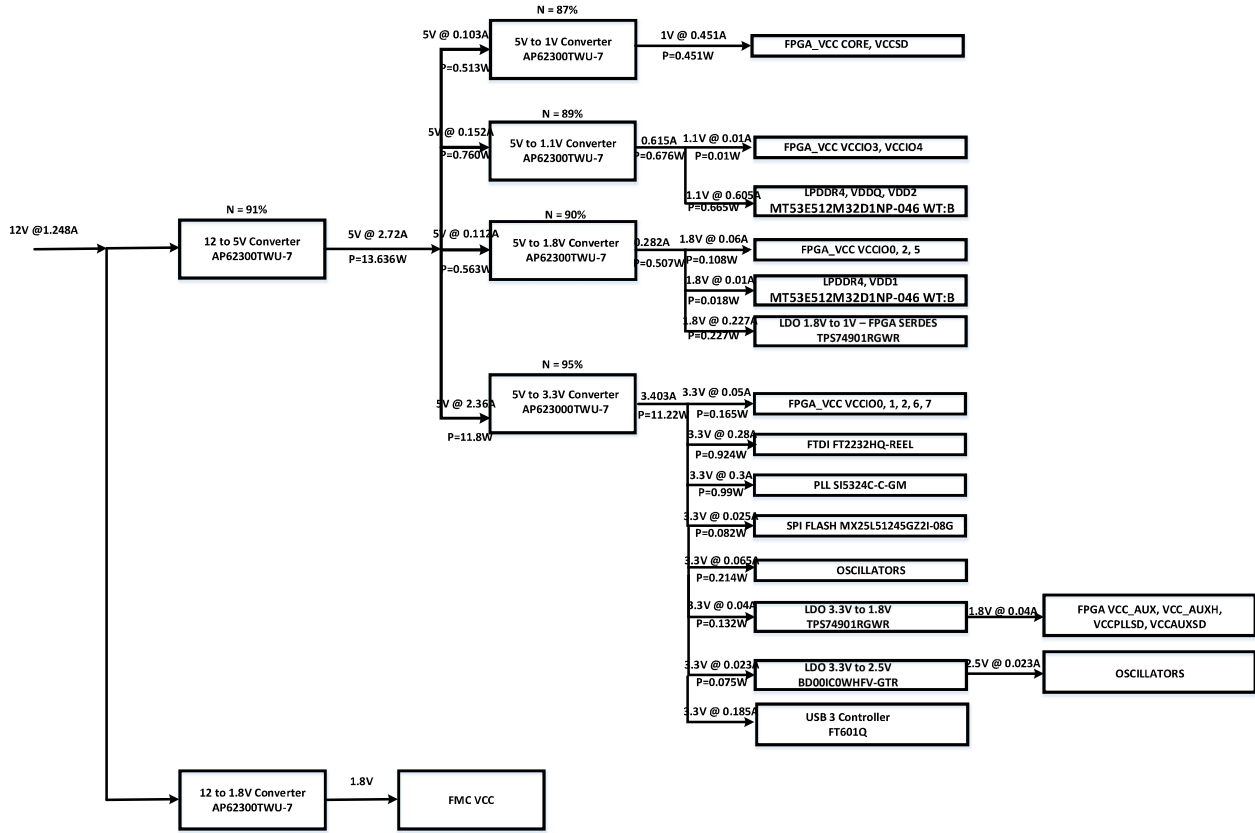 N = 87%
5V @ 0.103A
P=0.513W
5V to 1V Converter
AP62300TWU-7
1V @ 0.451A
P=0.451W
FPGA_VCC CORE, VCCSD
N = 89%
5V @ 0.152A
P=0.760W
5V to 1.1V Converter
AP62300TWU-7
0.615A
P=0.676W
1.1V @ 0.01A
P=0.01W
FPGA_VCC VCCIO3, VCCIO4
1.1V @ 0.605A
P=0.665W
LPDDR4, VDDQ, VDD2
MT53E512M32D1NP-046 WT:B
12V @1.248A
N = 91%
12 to 5V Converter
AP62300TWU-7
5V @ 2.72A
P=13.636W
N = 90%
5V @ 0.112A
P=0.563W
5V to 1.8V Converter
AP62300TWU-7
0.282A
P=0.507W
1.8V @ 0.06A
P=0.108W
FPGA_VCC VCCIO0, 2, 5
1.8V @ 0.01A
P=0.018W
LPDDR4, VDD1
MT53E512M32D1NP-046 WT:B
1.8V @ 0.227A
P=0.227W
LDO 1.8V to 1V – FPGA SERDES
TPS74901RGWR
N = 95%
5V @ 2.36A
P=11.8W
5V to 3.3V Converter
AP623000TWU-7
3.403A
P=11.22W
3.3V @ 0.05A
P=0.165W
FPGA_VCC VCCIO0, 1, 2, 6, 7
3.3V @ 0.28A
P=0.924W
FTDI FT2232HQ-REEL
3.3V @ 0.3A
P=0.99W
PLL SI5324C-C-GM
3.3V @ 0.025A
P=0.082W
SPI FLASH MX25L51245GZ2I-08G
3.3V @ 0.065A
P=0.214W
OSCILLATORS
3.3V @ 0.04A
P=0.132W
LDO 3.3V to 1.8V
TPS74901RGWR
1.8V @ 0.04A
FPGA VCC_AUX, VCC_AUXH,
VCCPLLSD, VCCAUXSD
3.3V @ 0.023A
P=0.075W
LDO 3.3V to 2.5V
BD00IC0WHFV-GTR
2.5V @ 0.023A
OSCILLATORS
3.3V @ 0.185A
USB 3 Controller
FT601Q
12 to 1.8V Converter
AP62300TWU-7
1.8V
FMC VCC